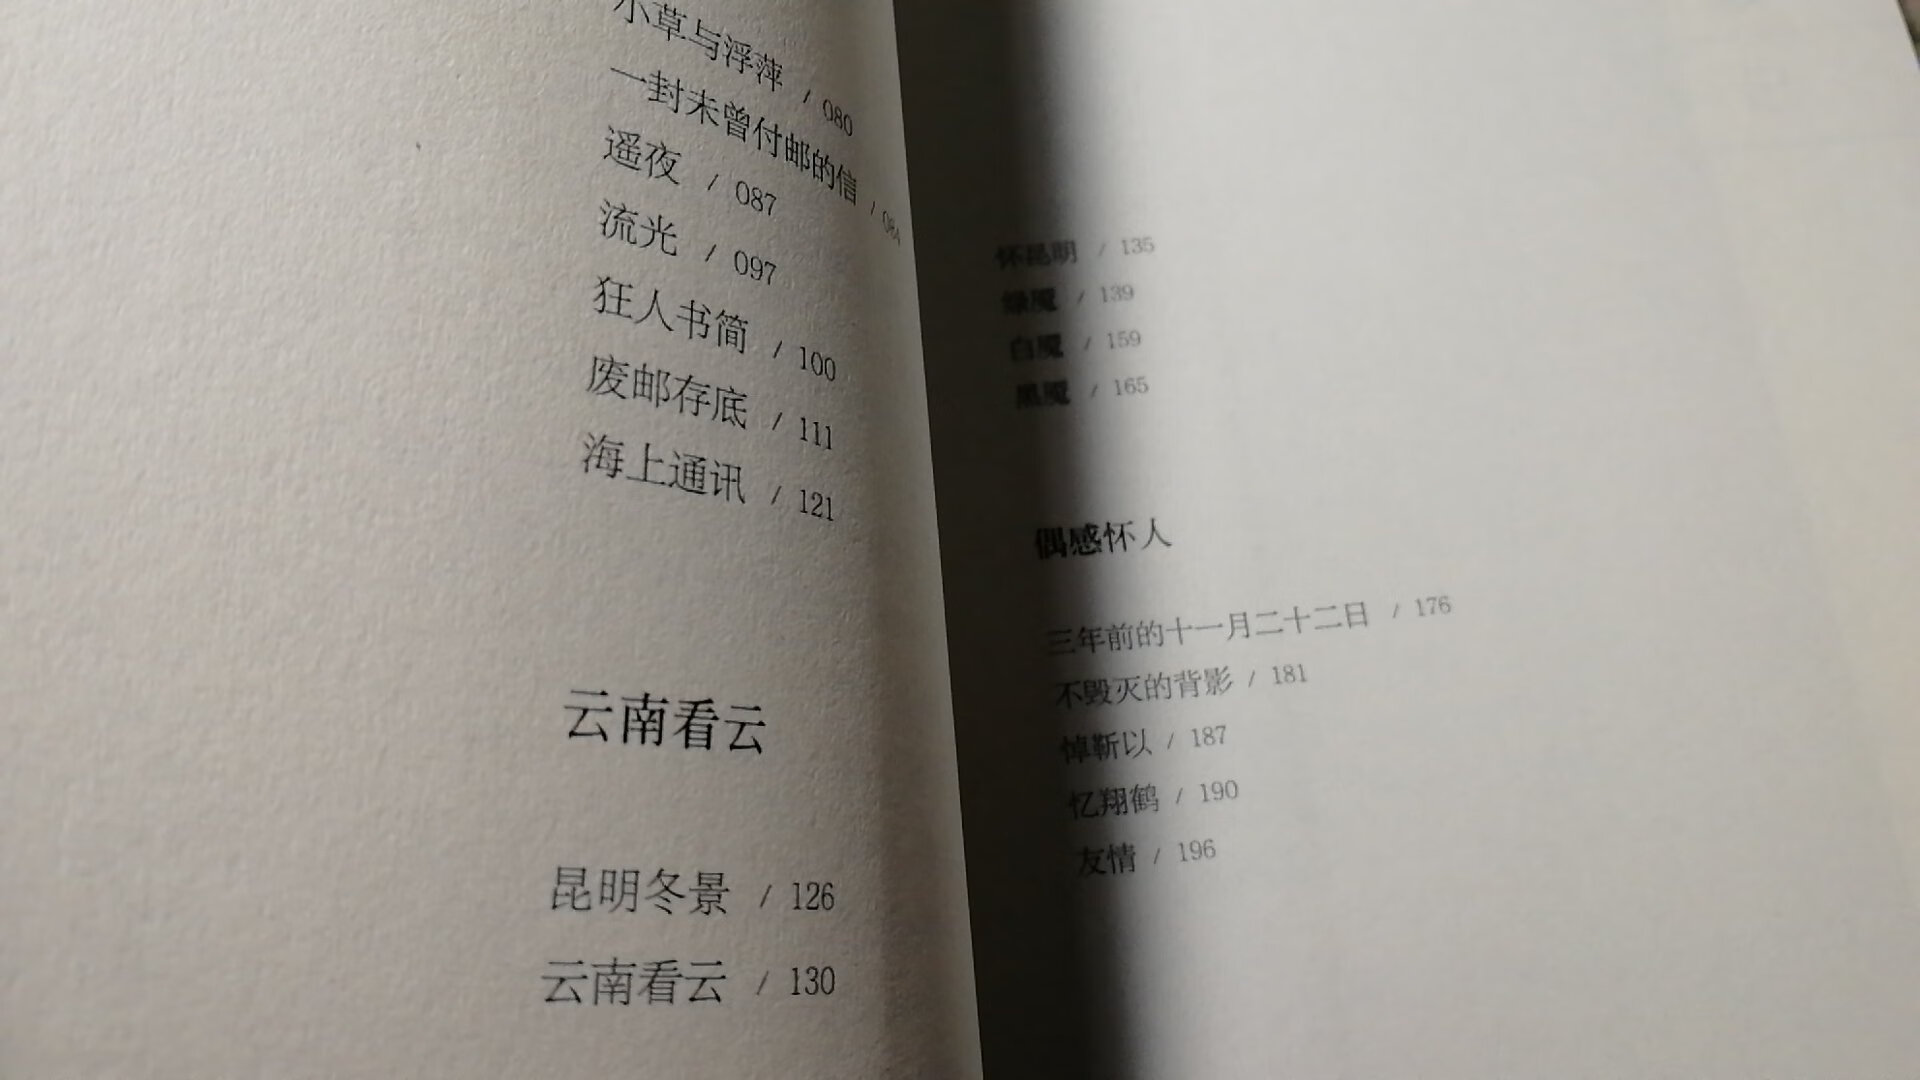 小草与浮萍 / 080
一封未曾付邮的信 / 084
遥夜 / 087
流光 / 097
狂人书简 / 100
废邮存底 / 111
海上通讯 / 121
云南看云
昆明冬景 / 126
云南看云 / 130
怀昆明 / 135
绿魇 / 139
白魇 / 159
黑魇 / 165
偶感怀人
三年前的十一月二十二日 / 176
不毁灭的背影 / 181
悼靳以 / 187
忆翔鹤 / 190
友情 / 196